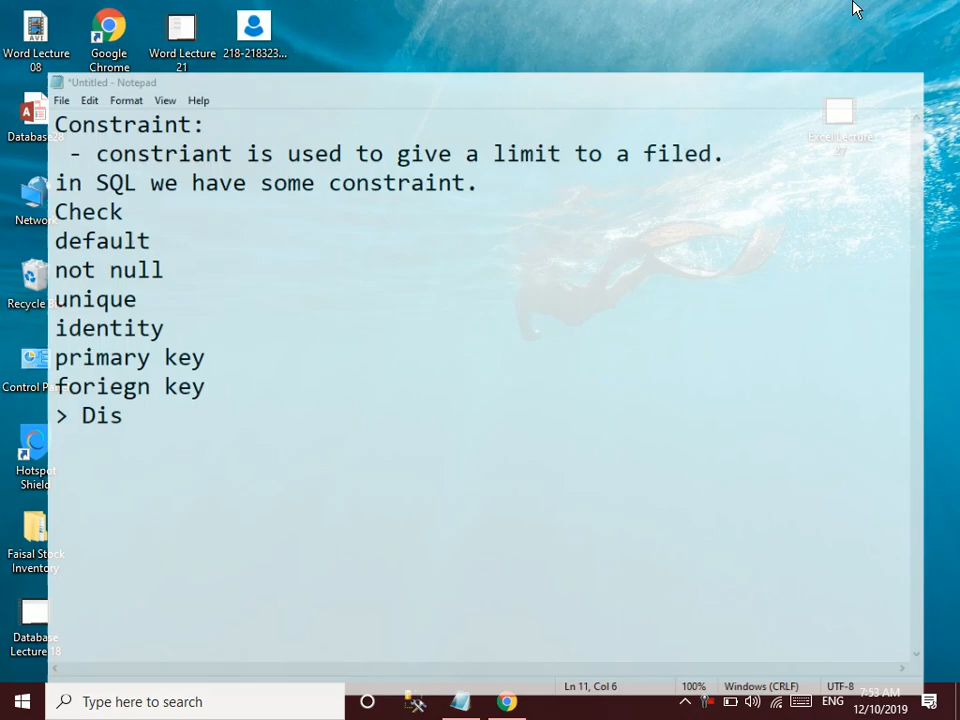 Word Lecture 08
Google Chrome
Word Lecture 21
218-218323...
*Untitled - Notepad
File Edit Format View Help
Constraint:
- constriant is used to give a limit to a filed.
in SQL we have some constraint.
Check
default
not null
unique
identity
primary key
foriegn key
> Dis
Excel Lecture
Network
Recycle
Control
Hotspot Shield
Faisal Stock Inventory
Database Lecture 18
Ln 11, Col 6
100%
Windows (CRLF)
UTF-8
Type here to search
ENG
7:53 AM
12/10/2019